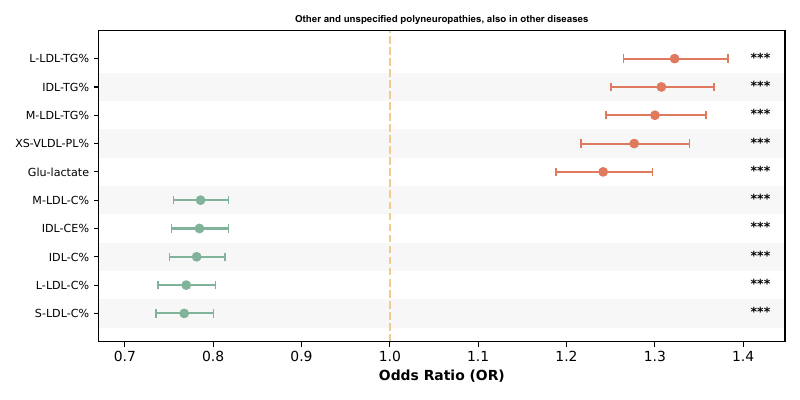 Other and unspecified polyneuropathies, also in other diseases
L-LDL-TG% ***
IDL-TG% ***
M-LDL-TG% ***
XS-VLDL-PL% ***
Glu-lactate ***
M-LDL-C% ***
IDL-CE% ***
IDL-C% ***
L-LDL-C% ***
S-LDL-C% ***
0.7 0.8 0.9 1.0 1.1 1.2 1.3 1.4
Odds Ratio (OR)